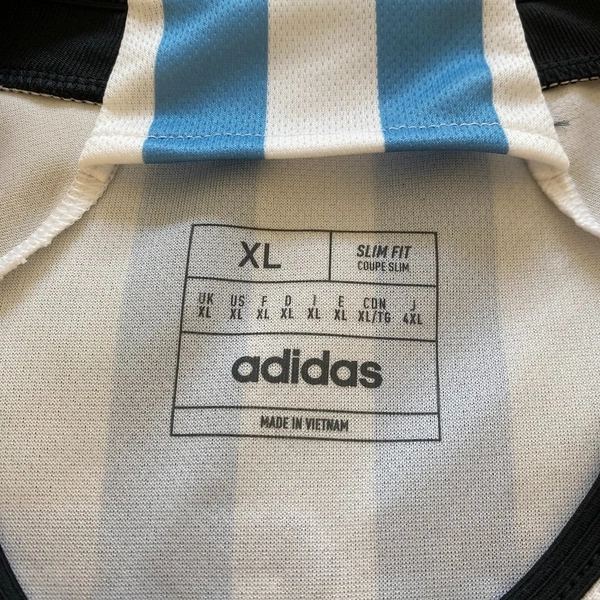 XL
SLIM FIT
COUPE SLIM
UK US F D I E CDN J
XL XL XL XL XL XL XL/TG 4XL
adidas
MADE IN VIETNAM